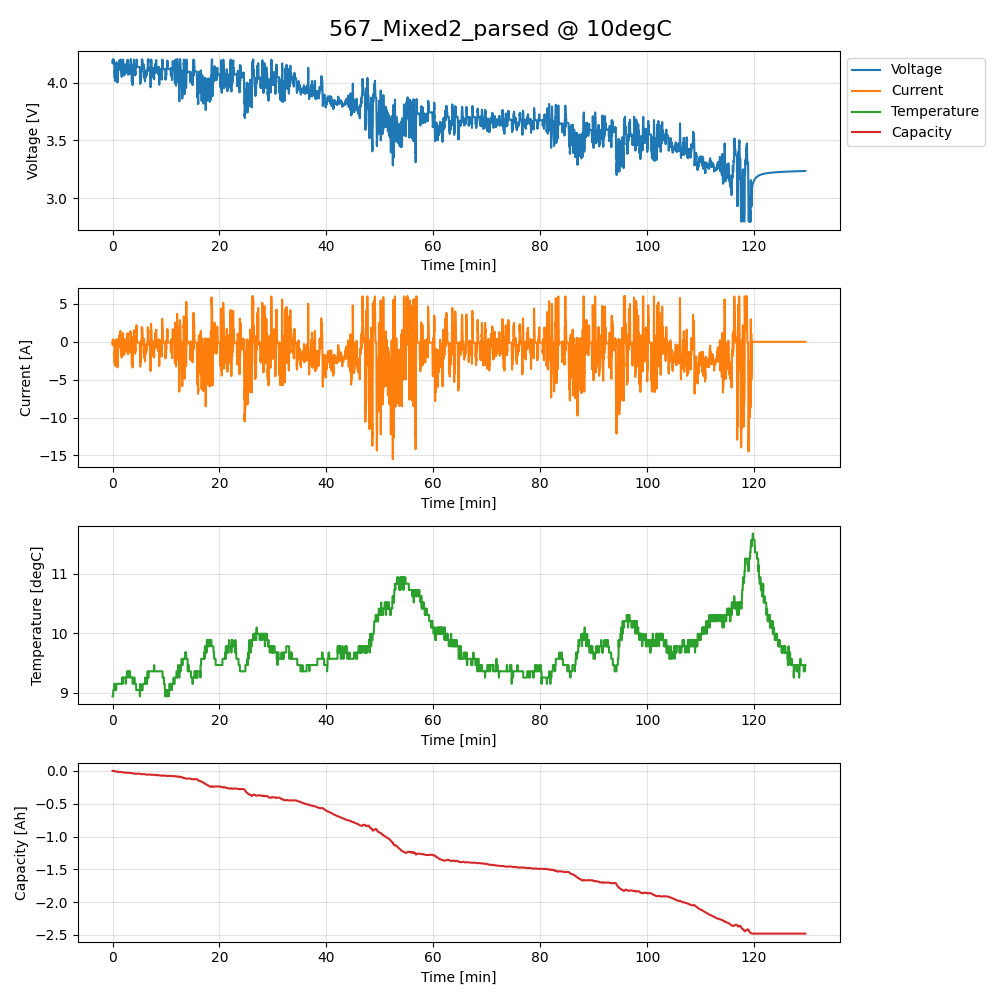 567_Mixed2_parsed @ 10degC
Voltage
Current
Temperature
Capacity
Voltage [V]
4.0
3.5
3.0
0 20 40 60 80 100 120
Time [min]
Current [A]
5
0
−5
−10
−15
0 20 40 60 80 100 120
Time [min]
Temperature [degC]
11
10
9
0 20 40 60 80 100 120
Time [min]
Capacity [Ah]
0.0
−0.5
−1.0
−1.5
−2.0
−2.5
0 20 40 60 80 100 120
Time [min]